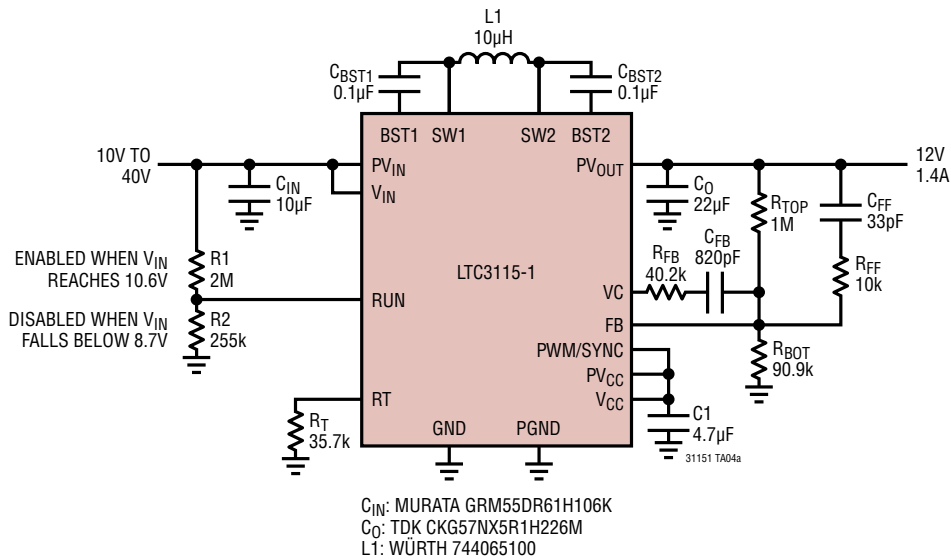 L1
10µH
CBST1
0.1µF
CBST2
0.1µF
BST1 SW1 SW2 BST2
10V TO
40V
PVIN
VIN
CIN
10µF
PVOUT
12V
1.4A
CO
22µF
RTOP
1M
CFF
33pF
RFB
40.2k
CFB
820pF
RFF
10k
ENABLED WHEN VIN
REACHES 10.6V
R1
2M
LTC3115-1
VC
RUN
FB
DISABLED WHEN VIN
FALLS BELOW 8.7V
R2
255k
PWM/SYNC
PVCC
VCC
RBOT
90.9k
RT
RT
35.7k
GND PGND
C1
4.7µF
31151 TA04a
CIN: MURATA GRM55DR61H106K
CO: TDK CKG57NX5R1H226M
L1: WÜRTH 744065100